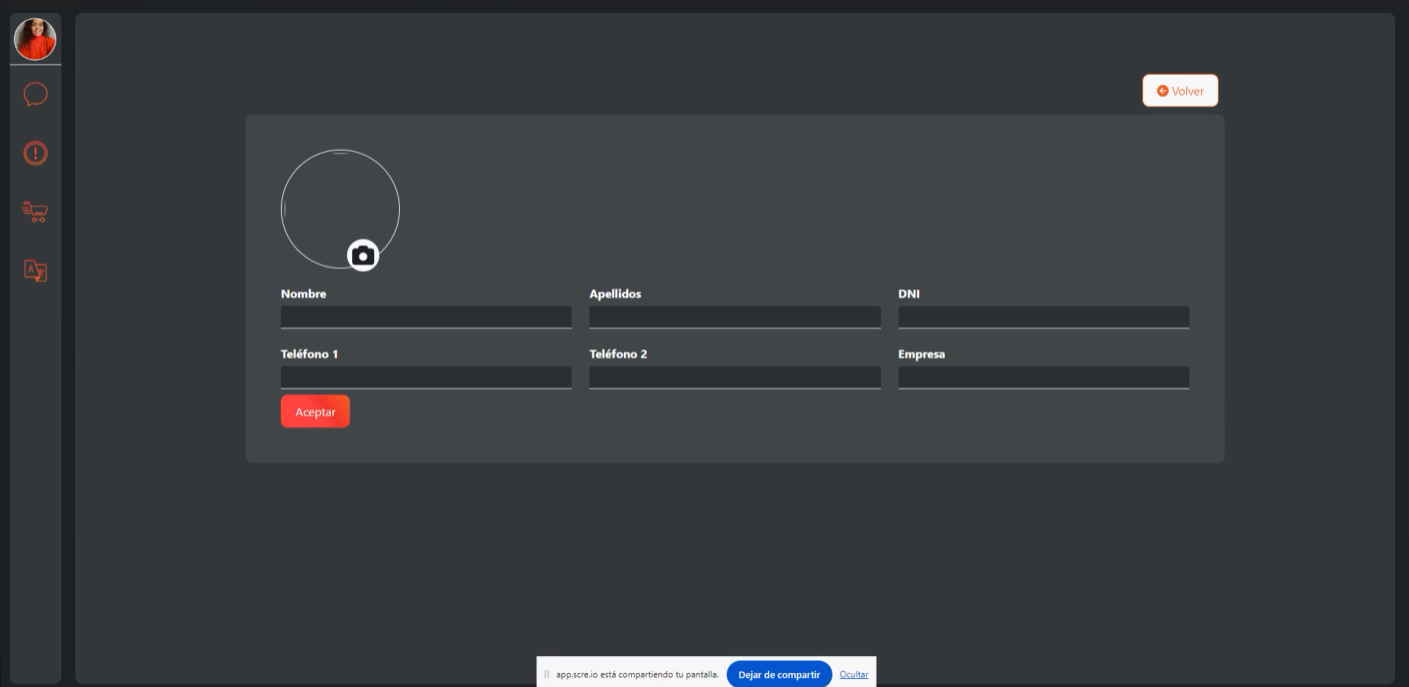 Volver
Nombre
Apellidos
DNI
Teléfono 1
Teléfono 2
Empresa
Aceptar
app.scre.io está compartiendo tu pantalla.
Dejar de compartir
Ocultar